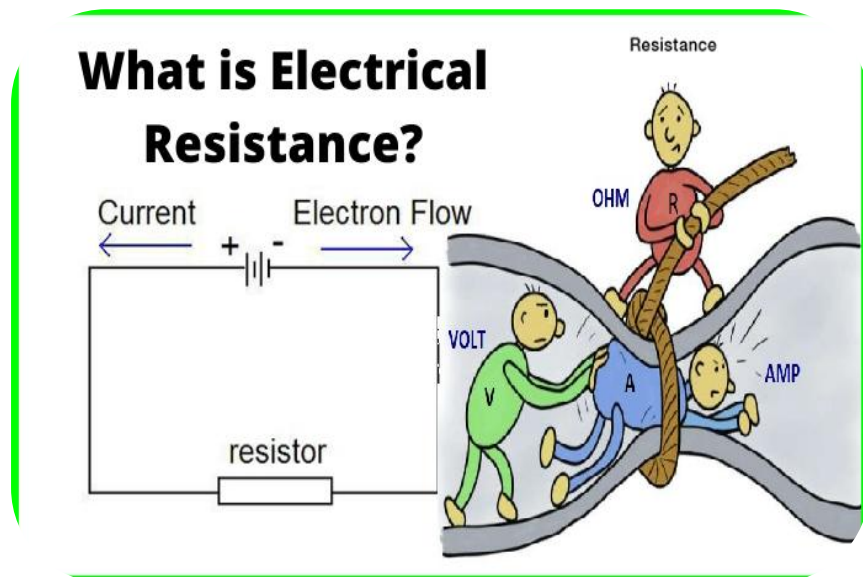 What is Electrical
Resistance?
Resistance
Current
Electron Flow
+ -
OHM
R
VOLT
V
A
AMP
resistor